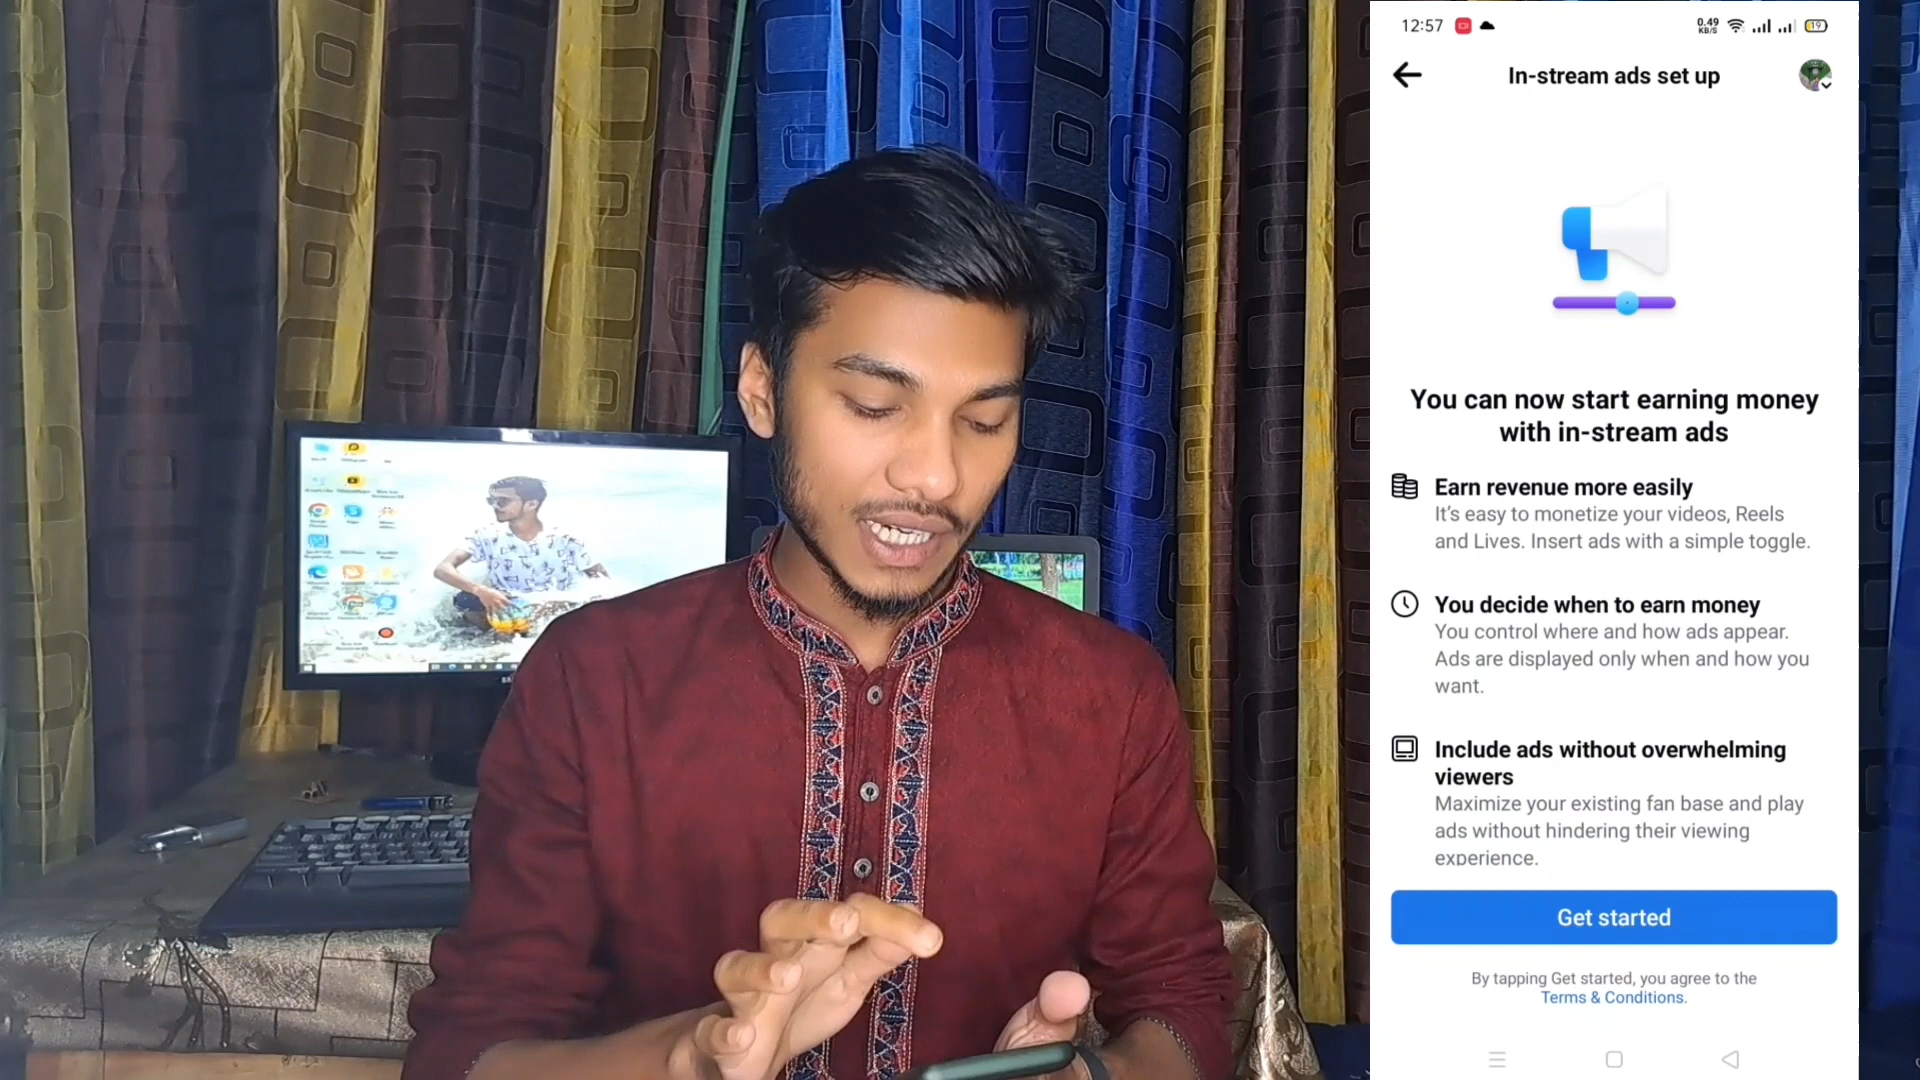 12:57
0.49
KB/S
19
In-stream ads set up
You can now start earning money
with in-stream ads
Earn revenue more easily
It's easy to monetize your videos, Reels
and Lives. Insert ads with a simple toggle.
You decide when to earn money
You control where and how ads appear.
Ads are displayed only when and how you
want.
Include ads without overwhelming
viewers
Maximize your existing fan base and play
ads without hindering their viewing
experience.
Get started
By tapping Get started, you agree to the
Terms & Conditions.